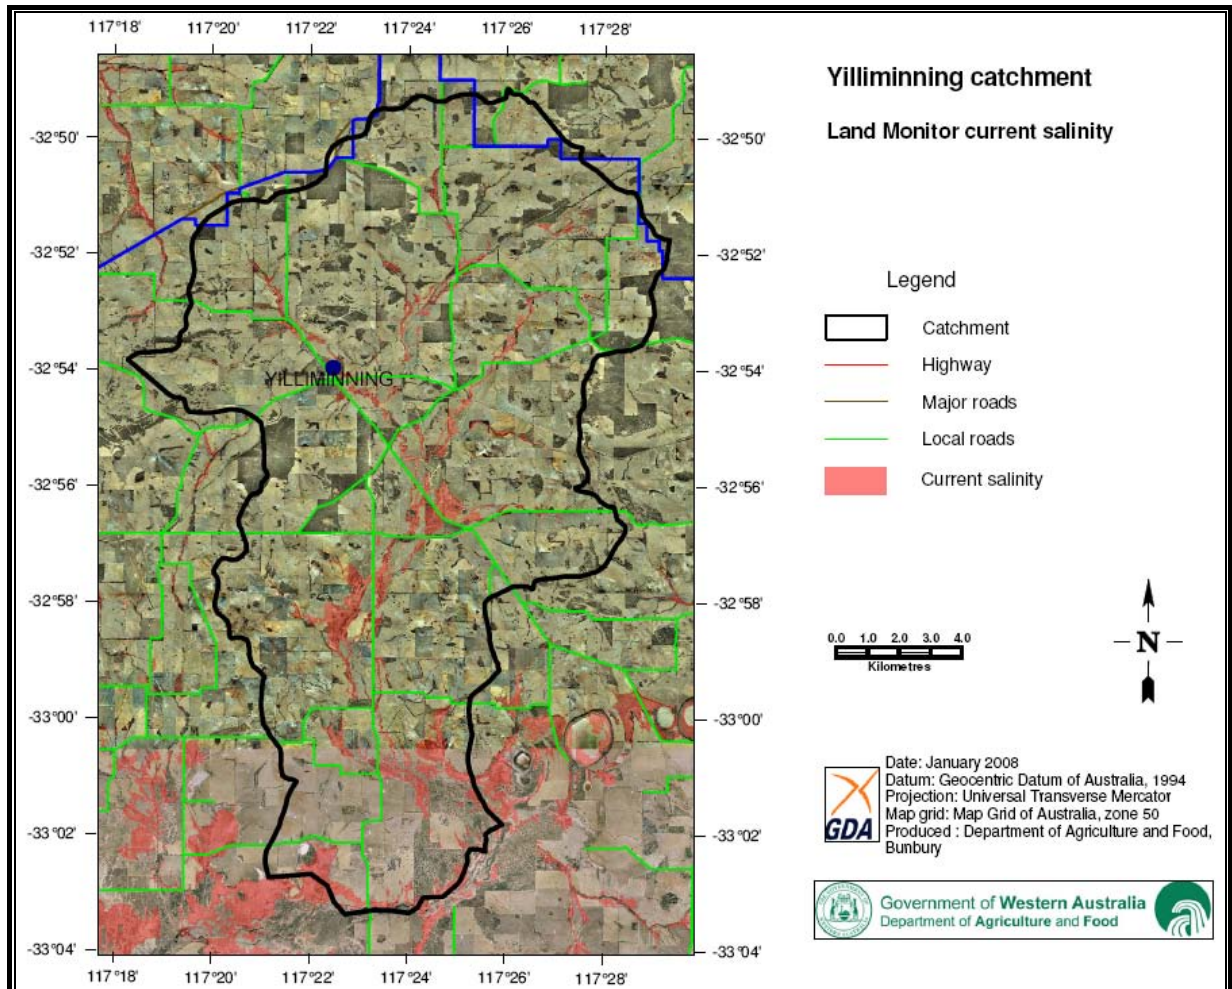 117°18' 117°20' 117°22' 117°24' 117°26' 117°28'
-32°50' -32°50'
-32°52' -32°52'
-32°54' -32°54'
YILLIMINNING
-32°56' -32°56'
-32°58' -32°58'
-33°00' -33°00'
-33°02' -33°02'
-33°04' -33°04'
117°18' 117°20' 117°22' 117°24' 117°26' 117°28'
Yilliminning catchment
Land Monitor current salinity
Legend
Catchment
Highway
Major roads
Local roads
Current salinity
0.0 1.0 2.0 3.0 4.0
Kilometres
N
GDA
Date: January 2008
Datum: Geocentric Datum of Australia, 1994
Projection: Universal Transverse Mercator
Map grid: Map Grid of Australia, zone 50
Produced : Department of Agriculture and Food,
Bunbury
Government of Western Australia
Department of Agriculture and Food